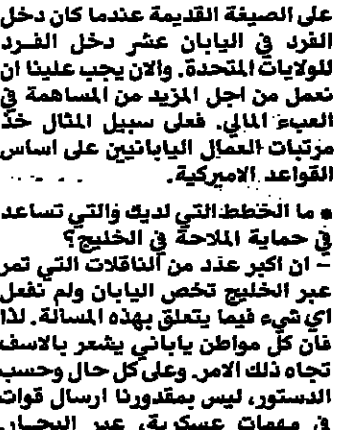 على الصيغة القديمة عندما كان دخل
الفرد في اليابان عشر دخل الفرد
للولايات المتحدة. والان يجب علينا ان
نعمل من اجل المزيد من المساهمة في
العبء المالي. فعلى سبيل المثال خذ
مرتبات العمال اليابانيين على اساس
القواعد الاميركية.
● ما الخطط التي لديك والتي تساعد
في حماية الملاحة في الخليج؟
- ان اكبر عدد من الناقلات التي تمر
عبر الخليج تخص اليابان ولم تفعل
اي شيء فيما يتعلق بهذه المسالة. لذا
فان كل مواطن ياباني يشعر بالاسف
تجاه ذلك الامر. وعلى كل حال وحسب
الدستور، ليس بمقدورنا ارسال قوات
في مهمات عسكرية، عبر البحار.